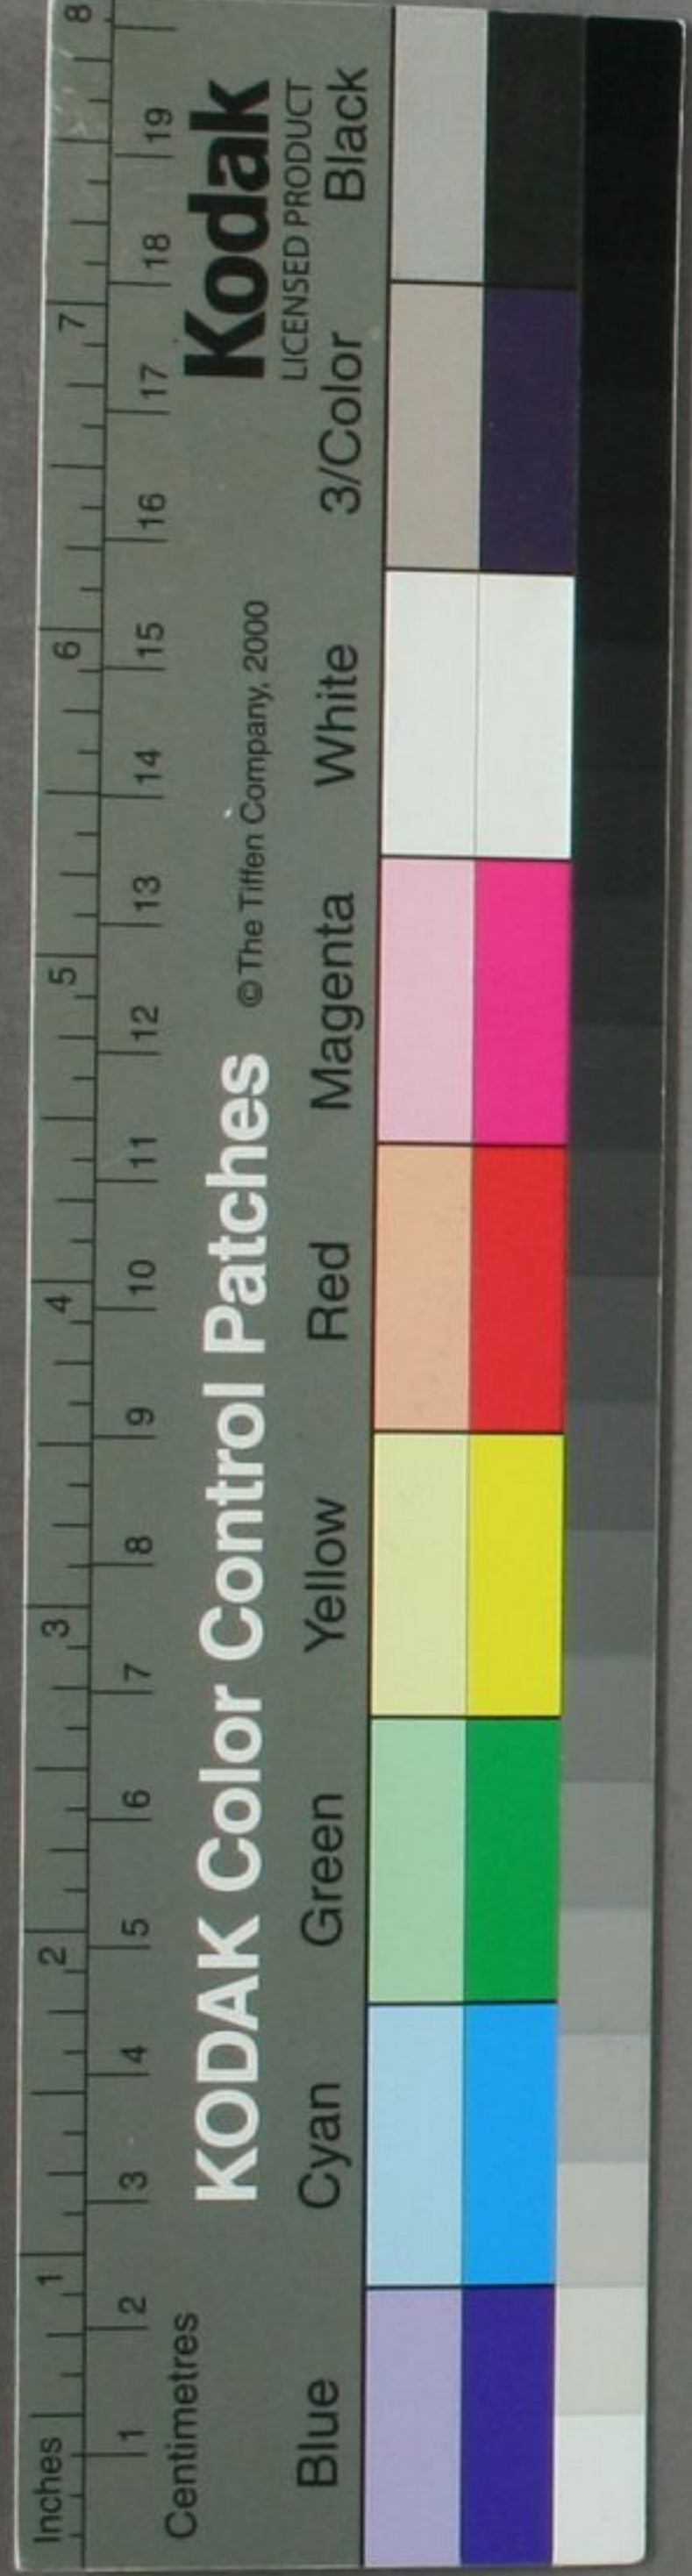 Inches 1 2 3 4 5 6 7 8
1 2 3 4 5 6 7 8 9 10 11 12 13 14 15 16 17 18 19
Centimetres
KODAK Color Control Patches © The Tiffen Company, 2000 Kodak
LICENSED PRODUCT
Blue Cyan Green Yellow Red Magenta White 3/Color Black